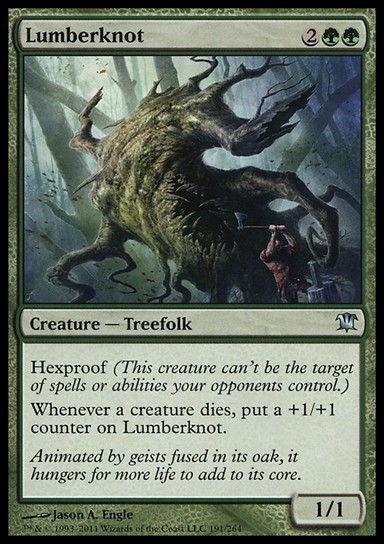 Lumberknot 2
Creature — Treefolk
Hexproof (This creature can't be the target
of spells or abilities your opponents control.)
Whenever a creature dies, put a +1/+1
counter on Lumberknot.
Animated by geists fused in its oak, it
hungers for more life to add to its core.
Jason A. Engle
™ & © 1993–2011 Wizards of the Coast LLC 191/264
1/1